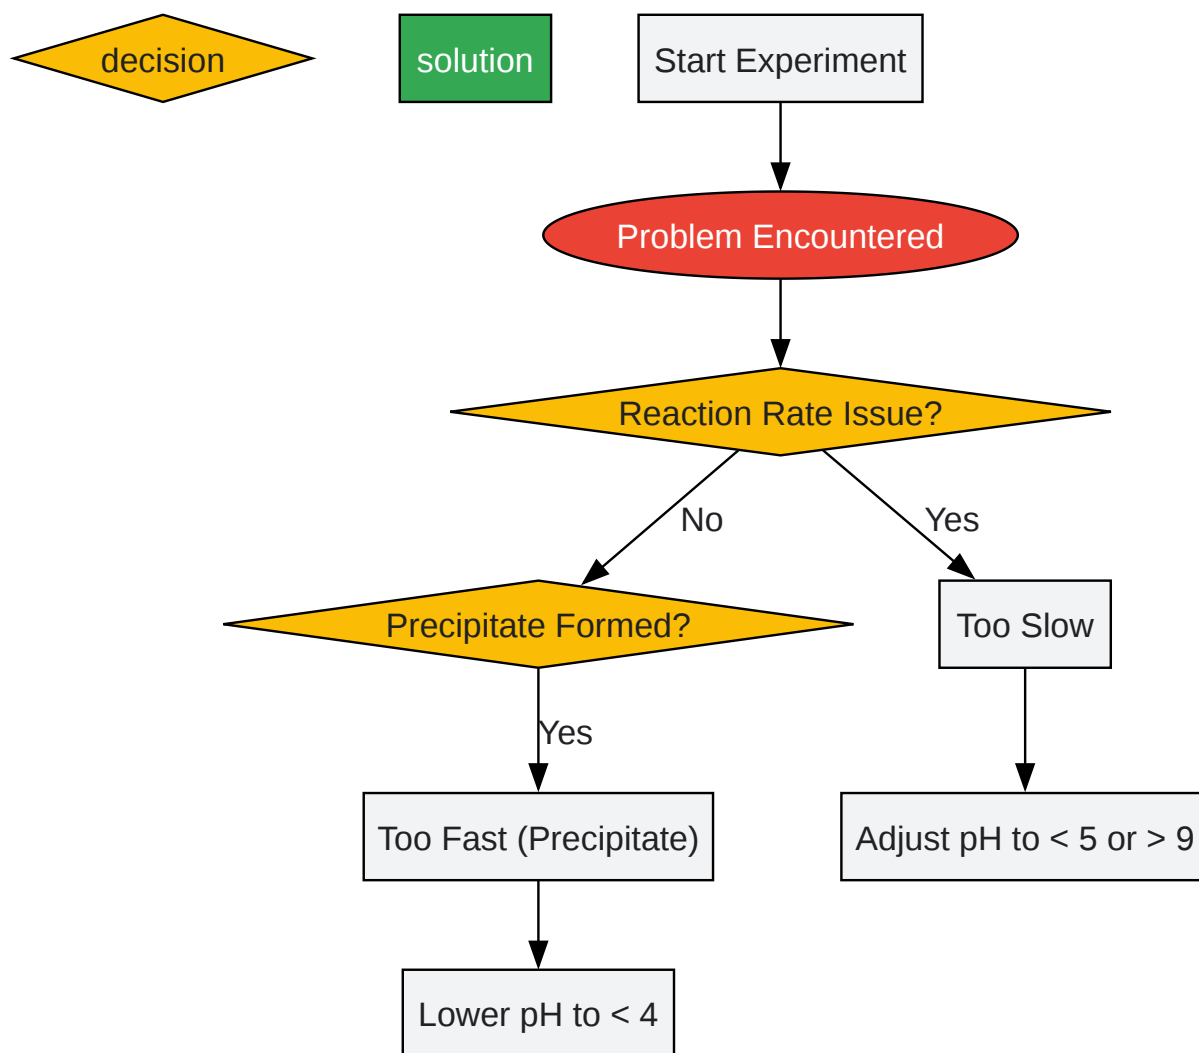 decision
solution
Start Experiment
Problem Encountered
Reaction Rate Issue?
No
Yes
Precipitate Formed?
Too Slow
Yes
Too Fast (Precipitate)
Adjust pH to < 5 or > 9
Lower pH to < 4